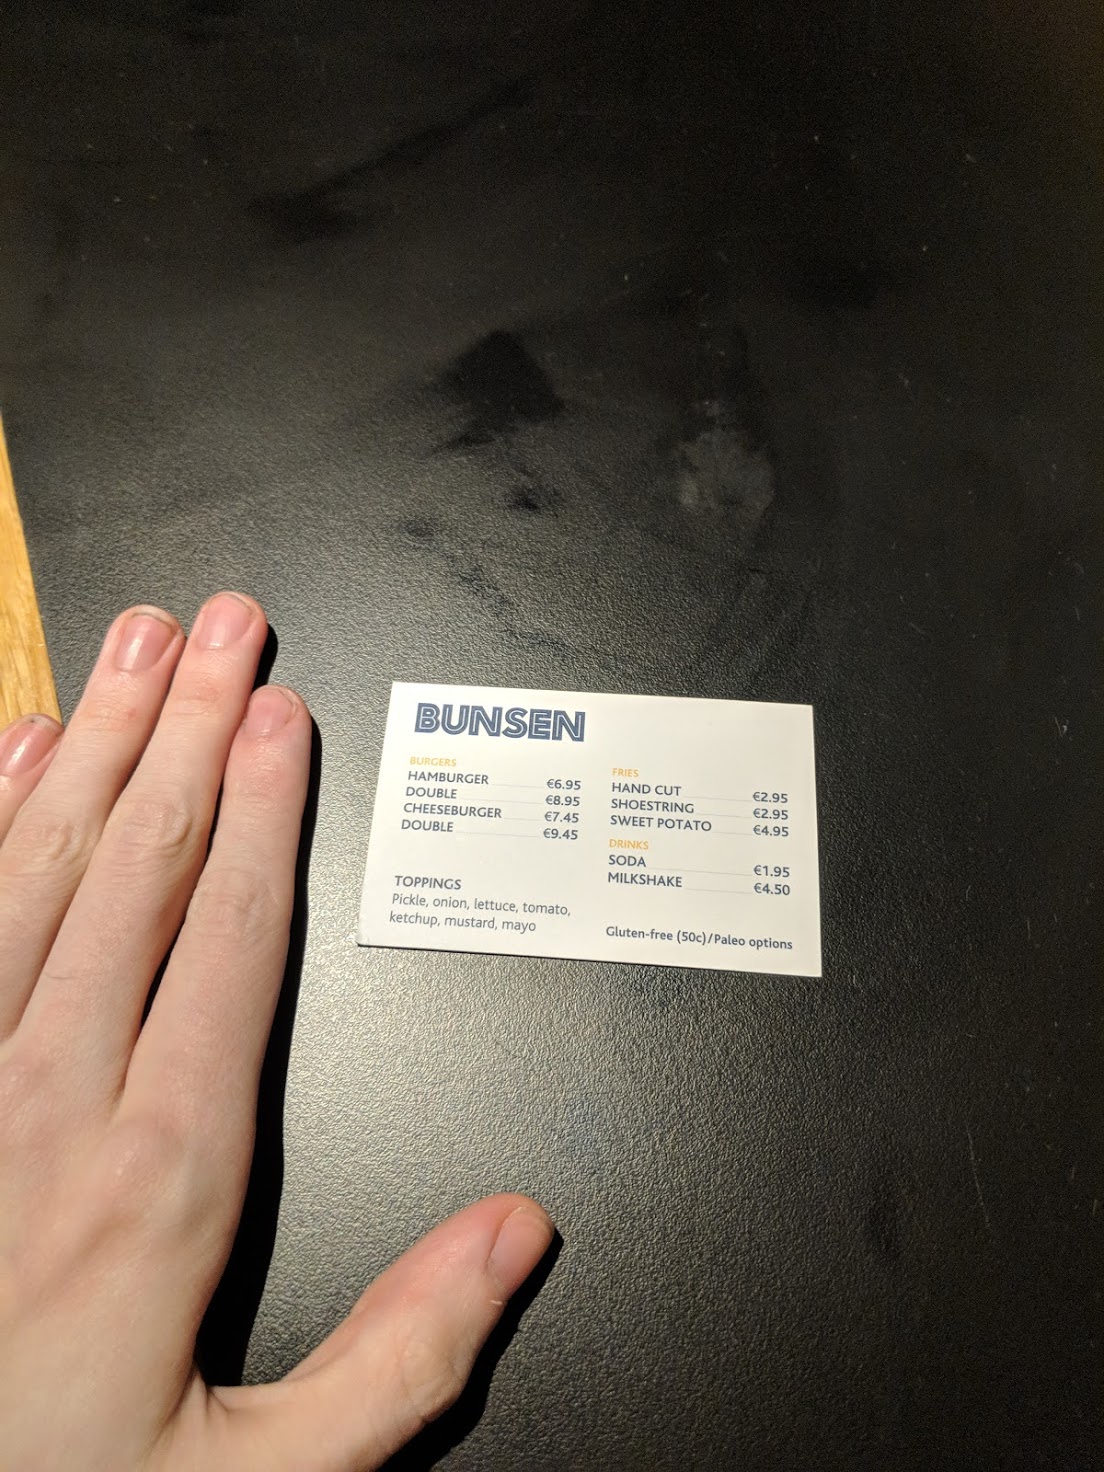 BUNSEN
BURGERS
HAMBURGER €6.95
DOUBLE €8.95
CHEESEBURGER €7.45
DOUBLE €9.45
TOPPINGS
Pickle, onion, lettuce, tomato,
ketchup, mustard, mayo
FRIES
HAND CUT €2.95
SHOESTRING €2.95
SWEET POTATO €4.95
DRINKS
SODA €1.95
MILKSHAKE €4.50
Gluten-free (50c)/Paleo options